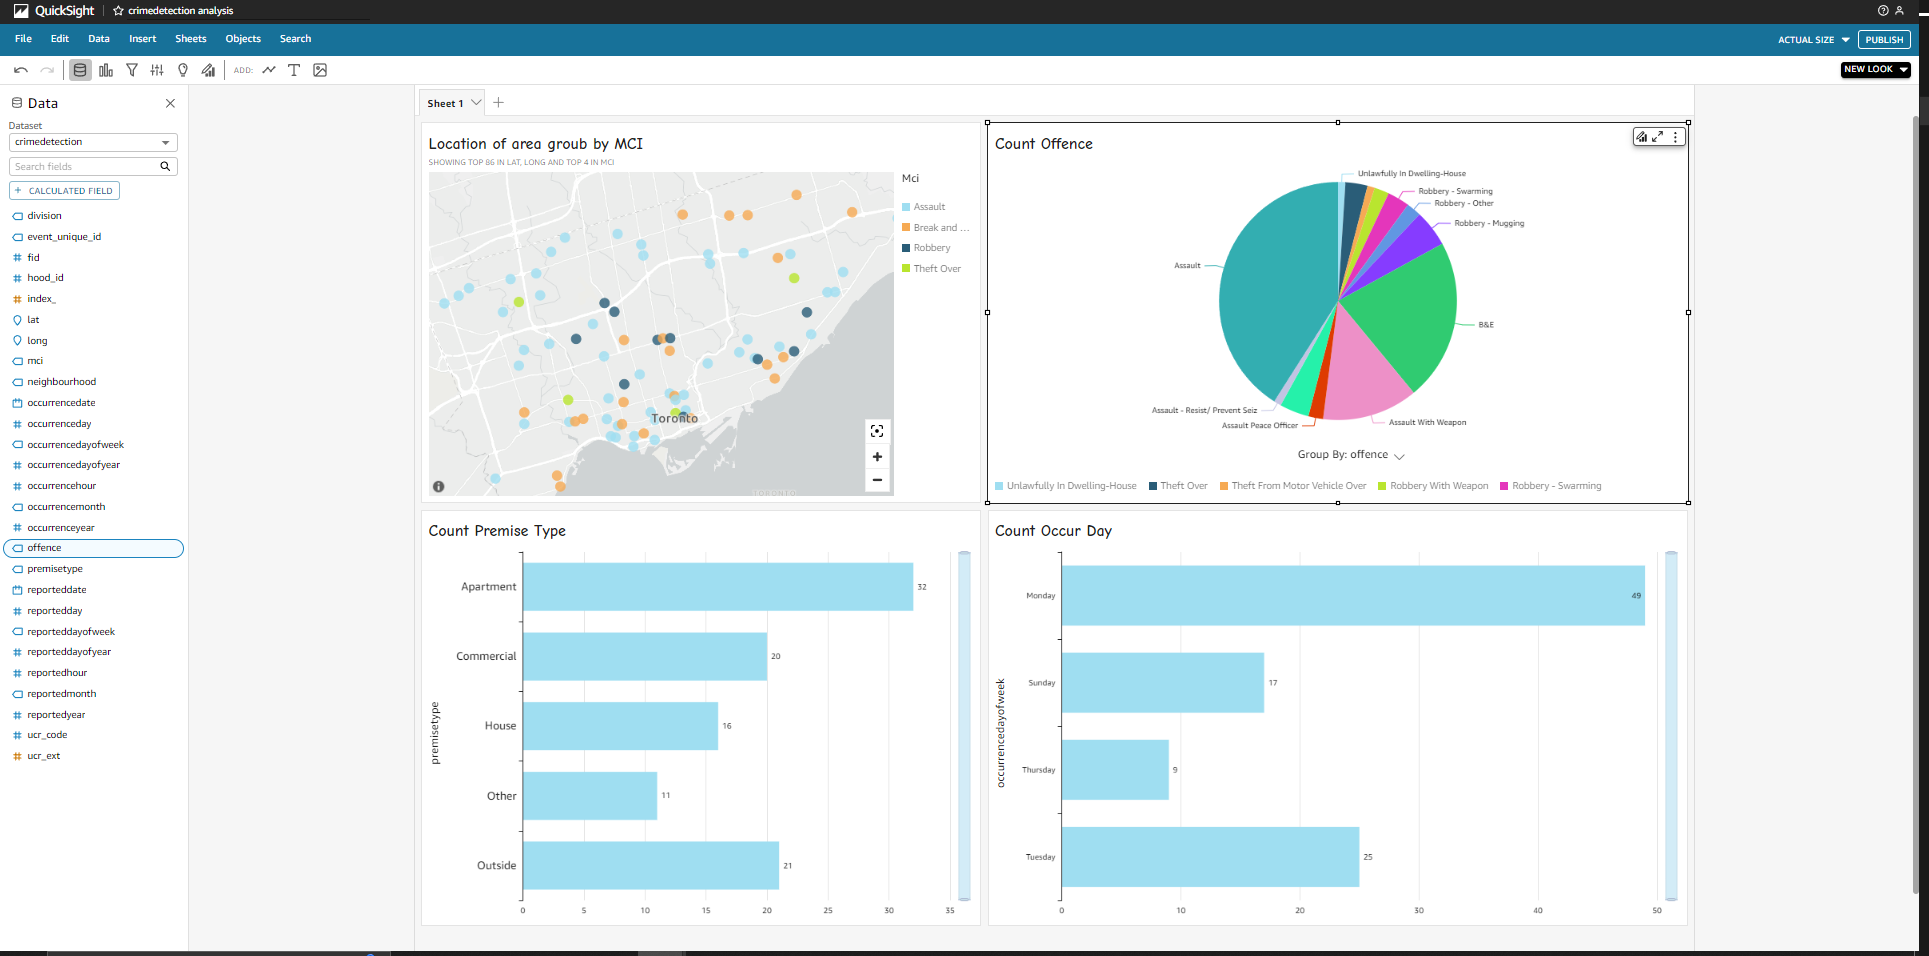 QuickSight
crimedetection analysis
File Edit Data Insert Sheets Objects Search
ACTUAL SIZE
PUBLISH
ADD:
NEW LOOK
Data
Dataset
crimedetection
Search fields
+ CALCULATED FIELD
division
event_unique_id
fid
hood_id
index_
lat
long
mci
neighbourhood
occurrencedate
occurrenceday
occurrencedayofweek
occurrencedayofyear
occurrencehour
occurrencemonth
occurrenceyear
offence
premisetype
reporteddate
reportedday
reporteddayofweek
reporteddayofyear
reportedhour
reportedmonth
reportedyear
ucr_code
ucr_ext
Sheet 1
Location of area groub by MCI
SHOWING TOP 86 IN LAT, LONG AND TOP 4 IN MCI
Toronto
TORONTO
Mci
Assault
Break and ...
Robbery
Theft Over
Count Offence
Unlawfully In Dwelling-House
Robbery - Swarming
Robbery - Other
Robbery - Mugging
Assault
B&E
Assault - Resist/ Prevent Seiz
Assault Peace Officer
Assault With Weapon
Group By: offence
Unlawfully In Dwelling-House Theft Over Theft From Motor Vehicle Over Robbery With Weapon Robbery - Swarming
Count Premise Type
premisetype
Apartment 32
Commercial 20
House 16
Other 11
Outside 21
0 5 10 15 20 25 30 35
Count Occur Day
occurrencedayofweek
Monday 49
Sunday 17
Thursday 9
Tuesday 25
0 10 20 30 40 50